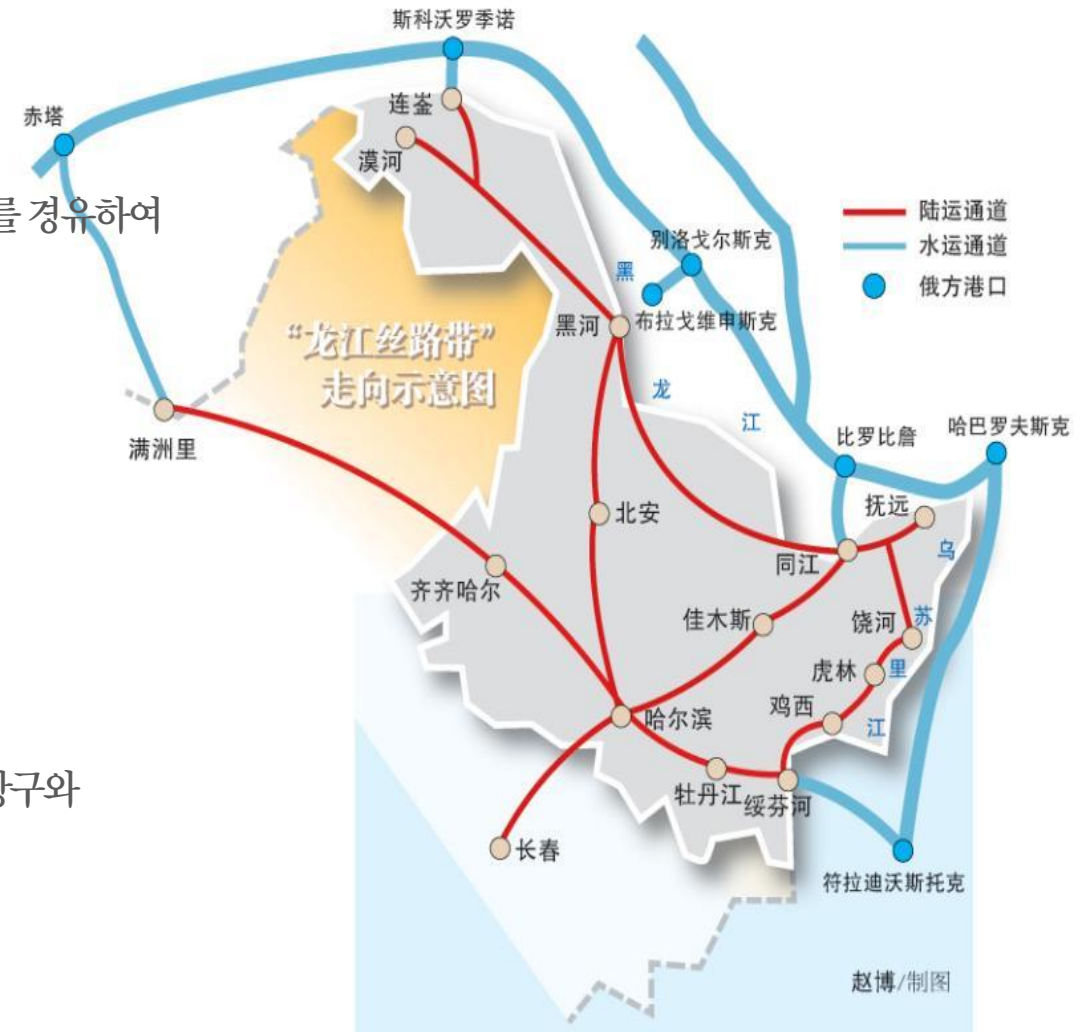 斯科沃罗季诺
赤塔
连崟
漠河
를 경유하여
陆运通道
水运通道
俄方港口
别洛戈尔斯克
黑
布拉戈维申斯克
黑河
“龙江丝路带”
走向示意图
龙
江
满洲里
比罗比詹
哈巴罗夫斯克
抚远
北安
同江
乌
齐齐哈尔
佳木斯
饶河
苏
虎林
里
鸡西
哈尔滨
江
牡丹江
绥芬河
长春
符拉迪沃斯托克
赵博/制图